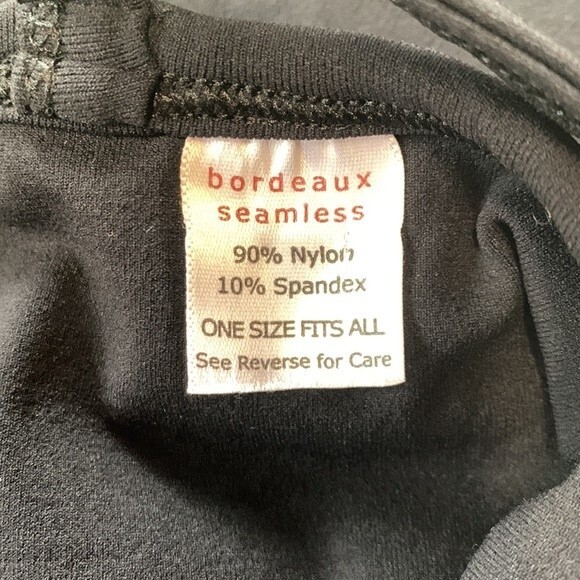 bordeaux
seamless
90% Nylon
10% Spandex
ONE SIZE FITS ALL
See Reverse for Care